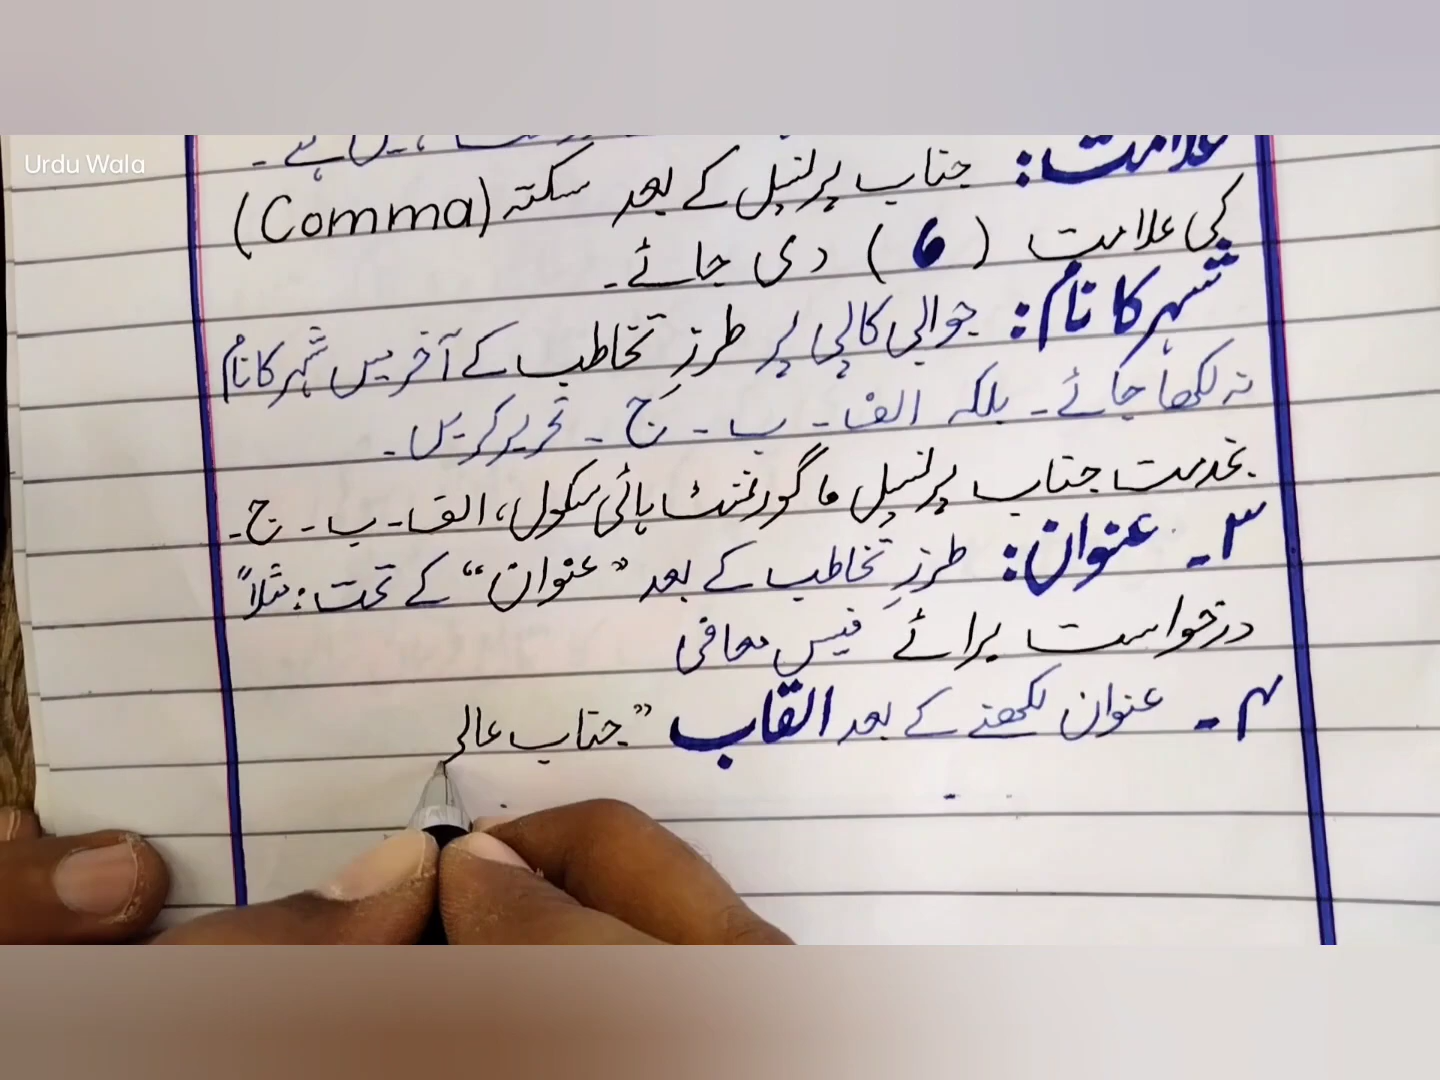 Urdu Wala
علامت: جناب پرنسپل کے بعد سکتہ (Comma)
کی علامت (،) دی جائے۔
شہر کا نام: جوابی کاپی پر طرزِ تخاطب کے آخر میں شہر کا نام
نہ لکھا جائے۔ بلکہ الف۔ ب۔ ج۔ تحریر کریں۔
بخدمت جناب پرنسپل، گورنمنٹ ہائی سکول، الف۔ ب۔ ج۔
۳۔ عنوان: طرزِ تخاطب کے بعد "عنوان" کے تحت: مثلاً
درخواست برائے فیس معافی
۴۔ عنوان لکھنے کے بعد القاب "جناب عالی